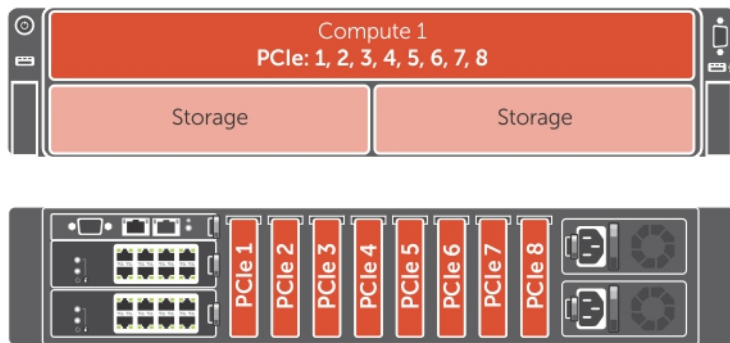 Compute 1
PCIe: 1, 2, 3, 4, 5, 6, 7, 8
Storage
Storage
PCIe 1
PCIe 2
PCIe 3
PCIe 4
PCIe 5
PCIe 6
PCIe 7
PCIe 8